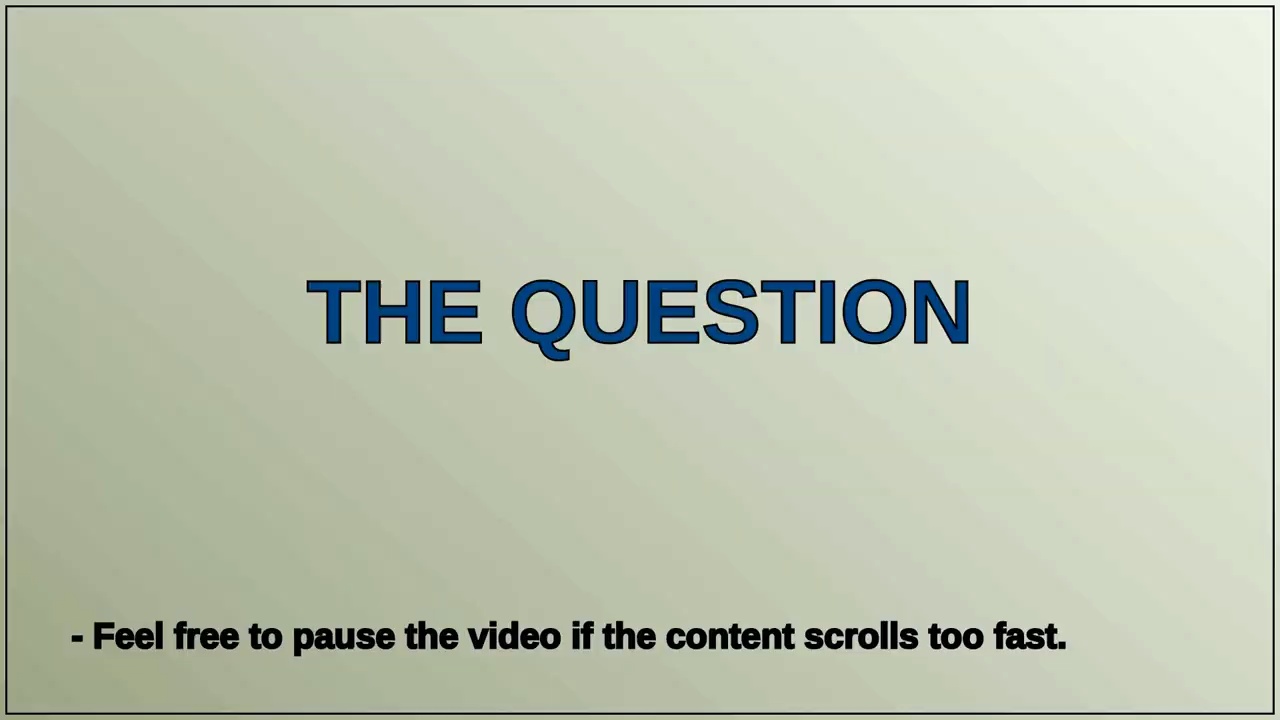 THE QUESTION
- Feel free to pause the video if the content scrolls too fast.